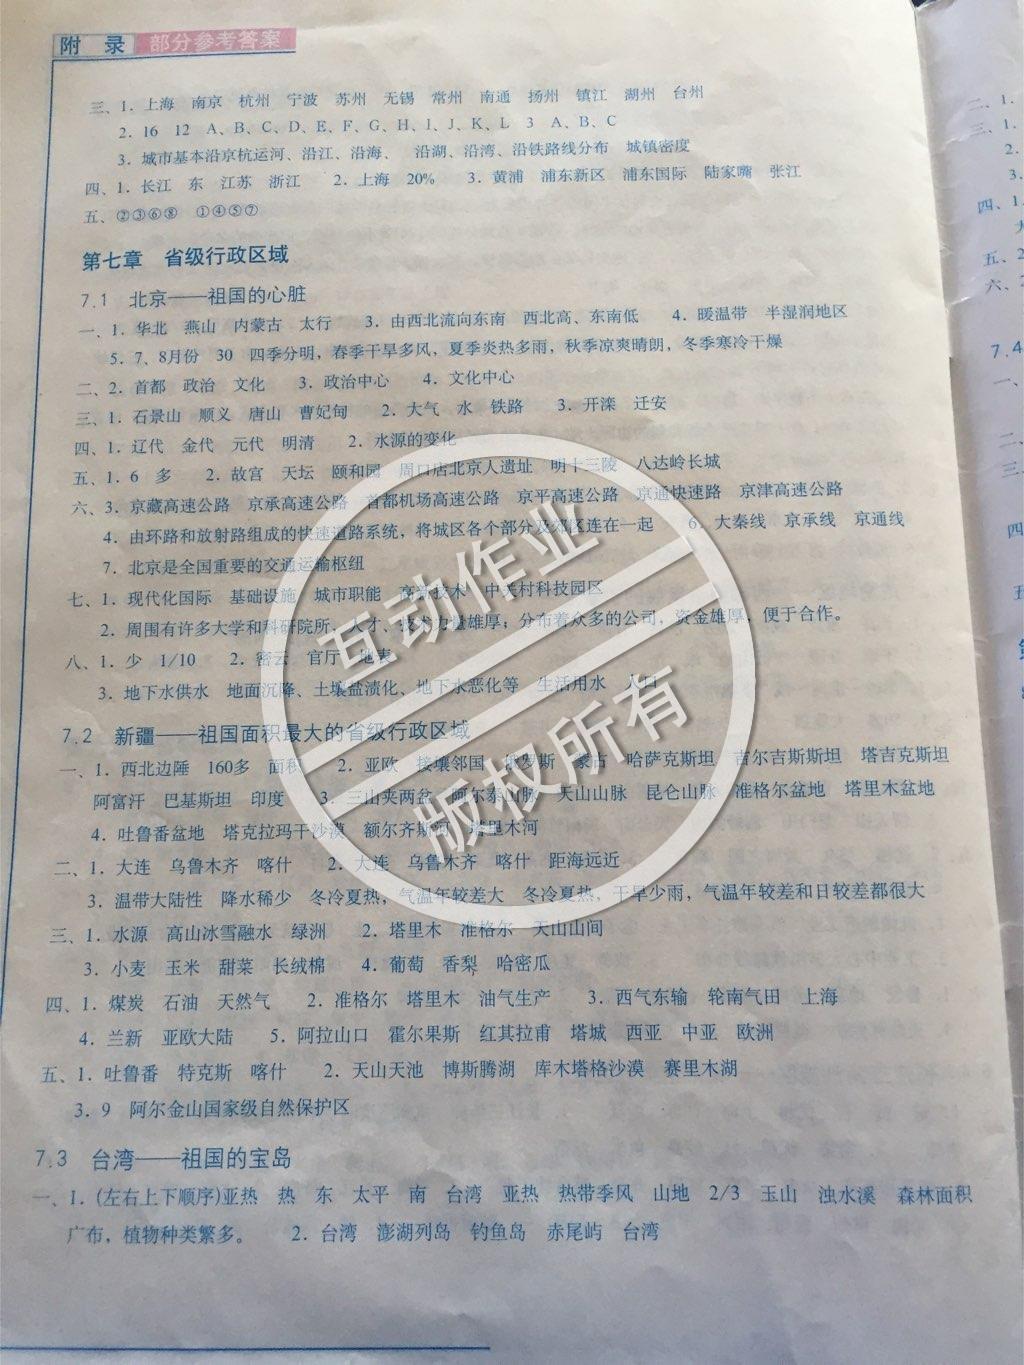 附 录 部分参考答案
三、1．上海 南京 杭州 宁波 苏州 无锡 常州 南通 扬州 镇江 湖州 台州
2．16 12 A、B、C、D、E、F、G、H、I、J、K、L 3 A、B、C
3．城市基本沿京杭运河、沿江、沿海、 沿湖、沿湾、沿铁路线分布 城镇密度
四、1．长江 东 江苏 浙江 2．上海 20% 3．黄浦 浦东新区 浦东国际 陆家嘴 张江
五、②③⑥⑧ ①④⑤⑦
第七章 省级行政区域
7.1 北京——祖国的心脏
一、1．华北 燕山 内蒙古 太行 3．由西北流向东南 西北高、东南低 4．暖温带 半湿润地区
5．7、8月份 30 四季分明，春季干旱多风，夏季炎热多雨，秋季凉爽晴朗，冬季寒冷干燥
二、2．首都 政治 文化 3．政治中心 4．文化中心
三、1．石景山 顺义 唐山 曹妃甸 2．大气 水 铁路 3．开滦 迁安
四、1．辽代 金代 元代 明清 2．水源的变化
五、1．6 多 2．故宫 天坛 颐和园 周口店北京人遗址 明十三陵 八达岭长城
六、3．京藏高速公路 京承高速公路 首都机场高速公路 京平高速公路 京通快速路 京津高速公路
4．由环路和放射路组成的快速道路系统，将城区各个部分及郊区连在一起 6．大秦线 京承线 京通线
7．北京是全国重要的交通运输枢纽
七、1．现代化国际 基础设施 城市职能 高新技术 中关村科技园区
2．周围有许多大学和科研院所、人才、技术力量雄厚；分布着众多的公司，资金雄厚，便于合作。
八、1．少 1/10 2．密云 官厅 地表
3．地下水供水 地面沉降、土壤盐渍化、地下水恶化等 生活用水 人口
7.2 新疆——祖国面积最大的省级行政区域
一、1．西北边陲 160多 面积 2．亚欧 接壤邻国 俄罗斯 蒙古 哈萨克斯坦 吉尔吉斯斯坦 塔吉克斯坦
阿富汗 巴基斯坦 印度 3．三山夹两盆 阿尔泰山脉 天山山脉 昆仑山脉 准格尔盆地 塔里木盆地
4．吐鲁番盆地 塔克拉玛干沙漠 额尔齐斯河 塔里木河
二、1．大连 乌鲁木齐 喀什 2．大连 乌鲁木齐 喀什 距海远近
3．温带大陆性 降水稀少 冬冷夏热，气温年较差大 冬冷夏热，干旱少雨，气温年较差和日较差都很大
三、1．水源 高山冰雪融水 绿洲 2．塔里木 准格尔 天山山间
3．小麦 玉米 甜菜 长绒棉 4．葡萄 香梨 哈密瓜
四、1．煤炭 石油 天然气 2．准格尔 塔里木 油气生产 3．西气东输 轮南气田 上海
4．兰新 亚欧大陆 5．阿拉山口 霍尔果斯 红其拉甫 塔城 西亚 中亚 欧洲
五、1．吐鲁番 特克斯 喀什 2．天山天池 博斯腾湖 库木塔格沙漠 赛里木湖
3．9 阿尔金山国家级自然保护区
7.3 台湾——祖国的宝岛
一、1．(左右上下顺序)亚热 热 东 太平 南 台湾 亚热 热带季风 山地 2/3 玉山 浊水溪 森林面积
广布，植物种类繁多。 2．台湾 澎湖列岛 钓鱼岛 赤尾屿 台湾
互动作业
版权所有
二、1.
三、1.
2.
3.
四、1.
五、2
六、
7.4
一、
二、
三、
四
五